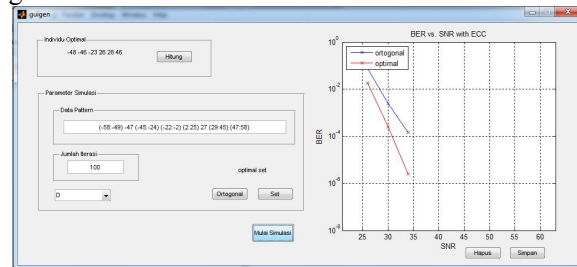 guigen
Individu Optimal
-48 -46 -23 26 28 46
Hitung
Parameter Simulasi
Data Pattern
(-58:-49) -47 (-45:-24) (-22:-2) (2:25) 27 (29:45) (47:58)
Jumlah Iterasi
100
optimal set
0
Ortogonal
Set
Mulai Simulasi
BER vs. SNR with ECC
ortogonal
optimal
BER
10^0
10^-2
10^-4
10^-6
10^-8
25 30 35 40 45 50 55 60
SNR
Hapus
Simpan